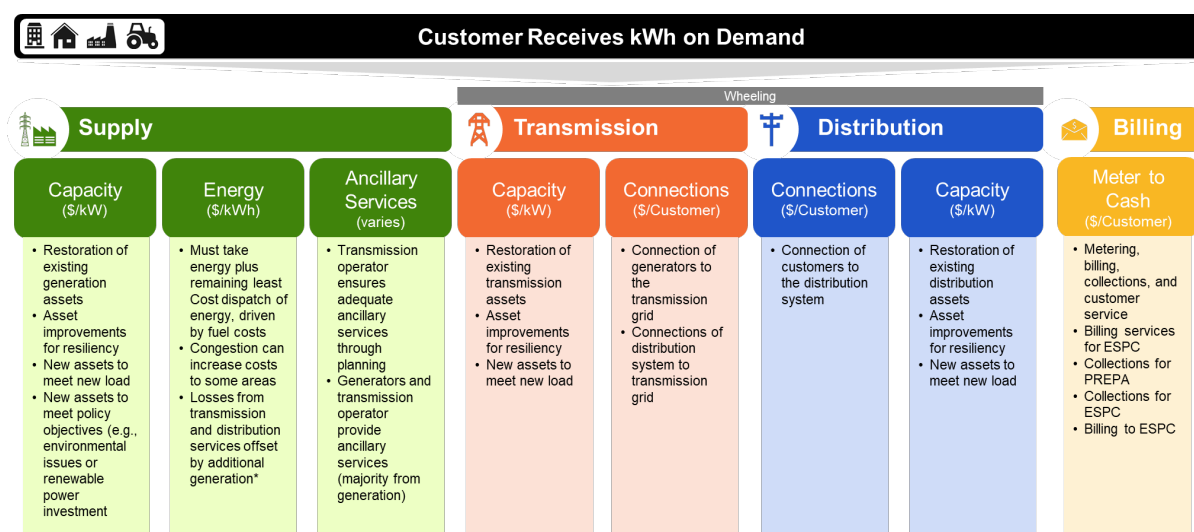 Customer Receives kWh on Demand
Wheeling
Supply
Transmission
Distribution
Billing
Capacity
($/kW)
• Restoration of
existing
generation
assets
• Asset
improvements
for resiliency
• New assets to
meet new load
• New assets to
meet policy
objectives (e.g.,
environmental
issues or
renewable
power
investment
Energy
($/kWh)
• Must take
energy plus
remaining least
Cost dispatch of
energy, driven
by fuel costs
• Congestion can
increase costs
to some areas
• Losses from
transmission
and distribution
services offset
by additional
generation*
Ancillary
Services
(varies)
• Transmission
operator
ensures
adequate
ancillary
services
through
planning
• Generators and
transmission
operator
provide
ancillary
services
(majority from
generation)
Capacity
($/kW)
• Restoration of
existing
transmission
assets
• Asset
improvements
for resiliency
• New assets to
meet new load
Connections
($/Customer)
• Connection of
generators to
the
transmission
grid
• Connections of
distribution
system to
transmission
grid
Connections
($/Customer)
• Connection of
customers to
the distribution
system
Capacity
($/kW)
• Restoration of
existing
distribution
assets
• Asset
improvements
for resiliency
• New assets to
meet new load
Meter to
Cash
($/Customer)
• Metering,
billing,
collections, and
customer
service
• Billing services
for ESPC
• Collections for
PREPA
• Collections for
ESPC
• Billing to ESPC